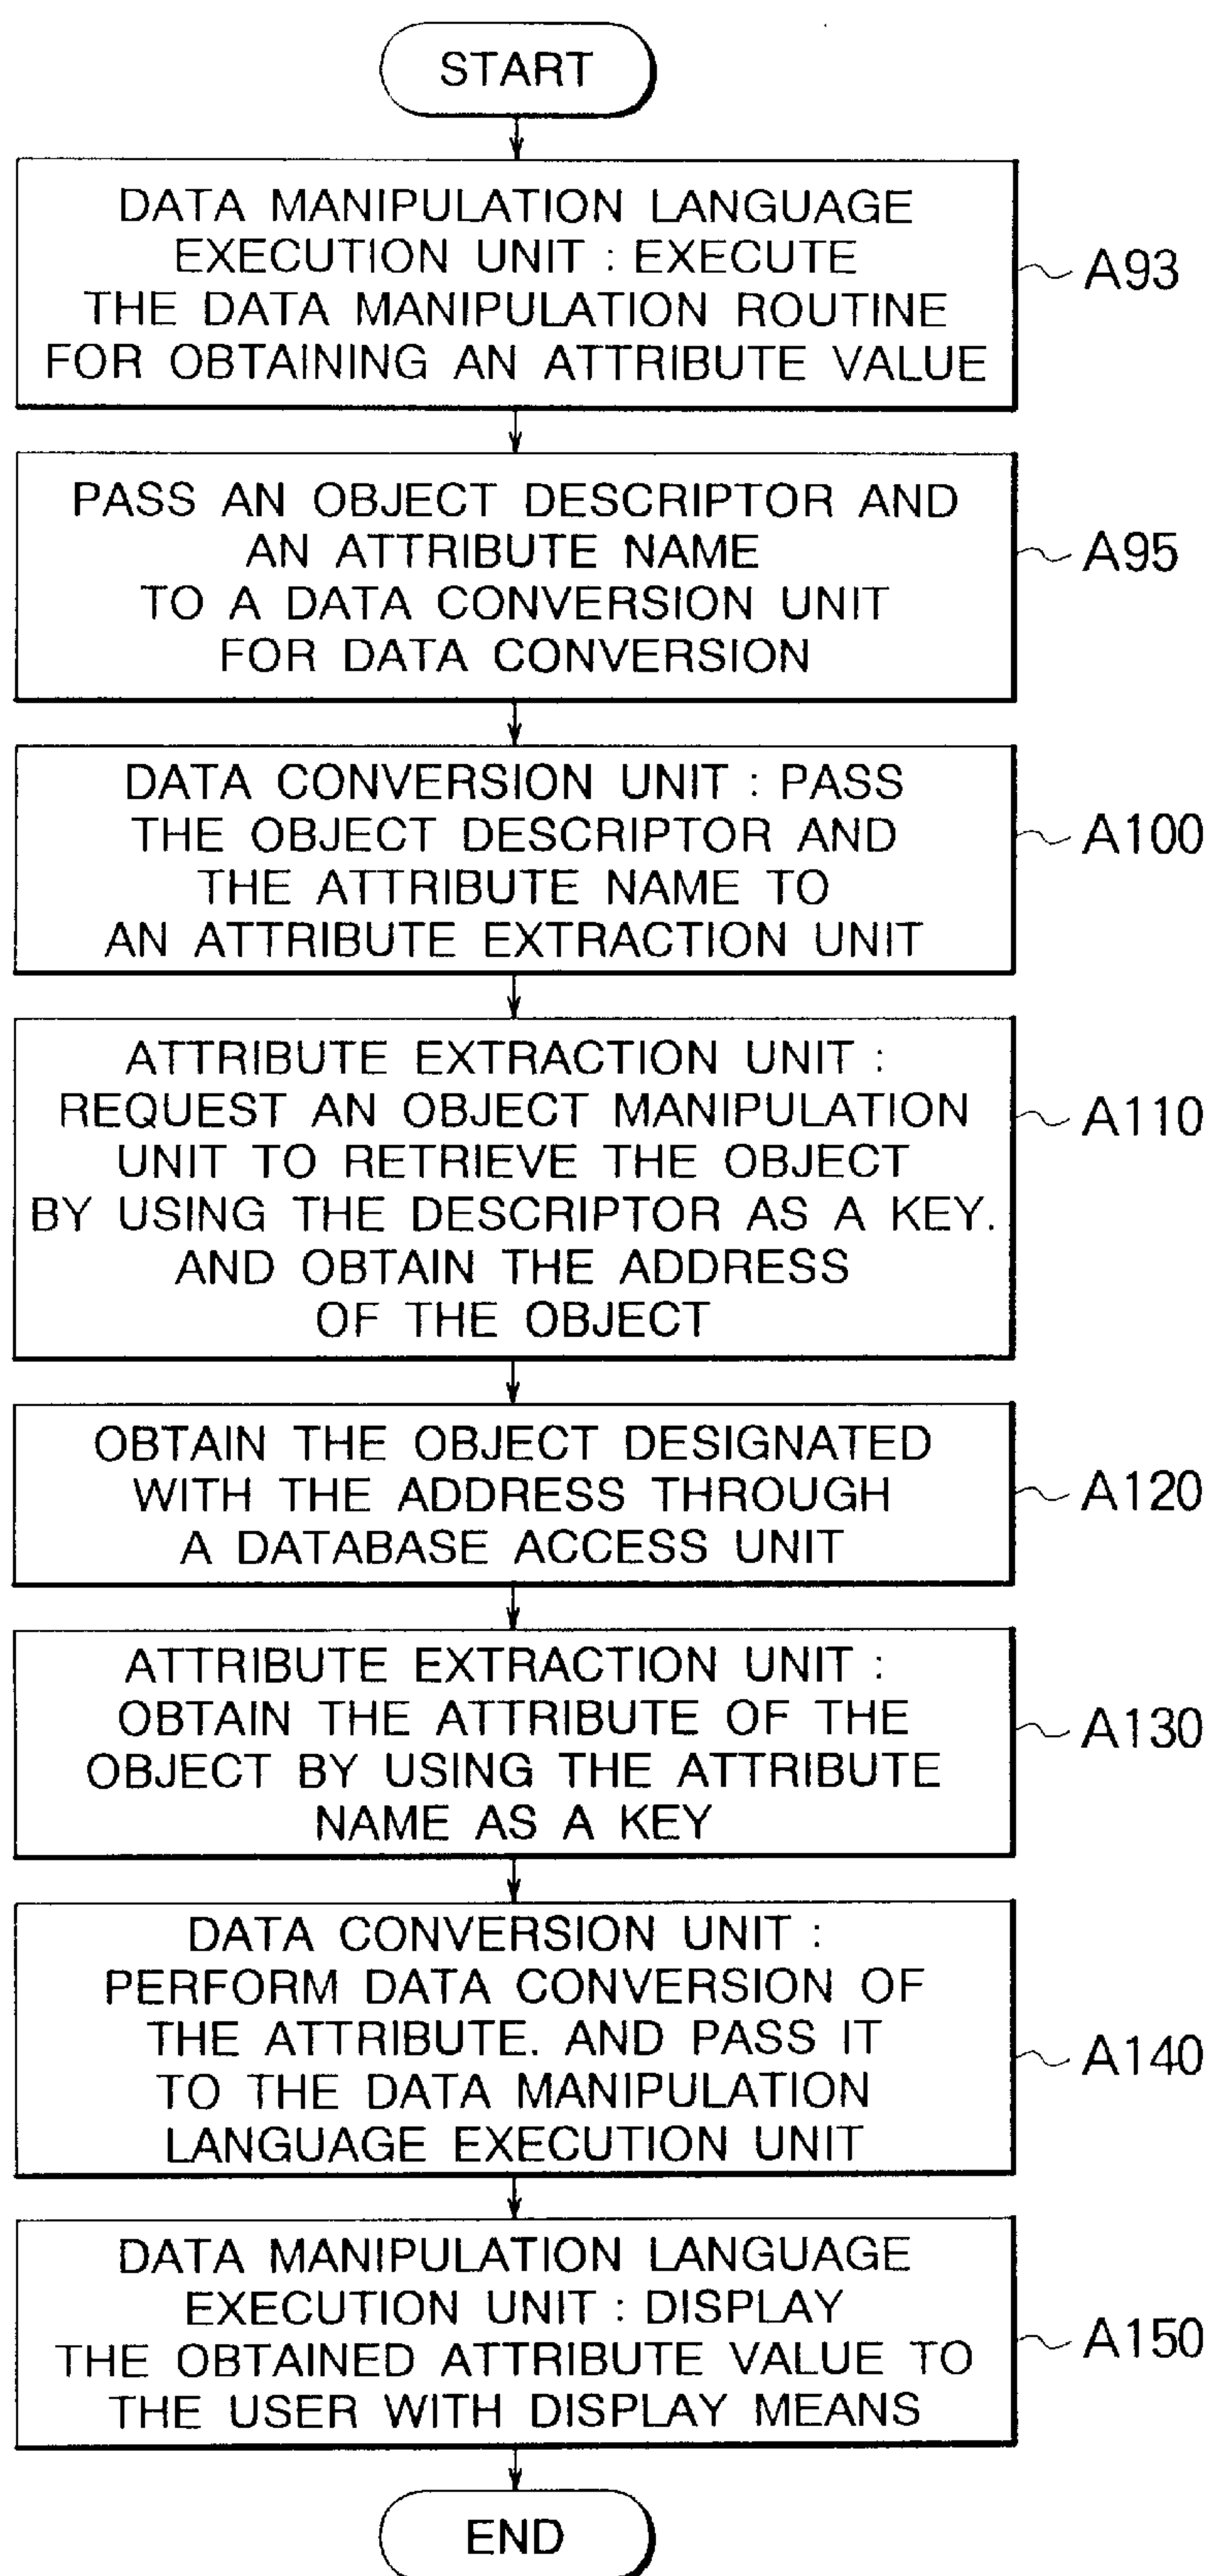 START
DATA MANIPULATION LANGUAGE
EXECUTION UNIT : EXECUTE
THE DATA MANIPULATION ROUTINE
FOR OBTAINING AN ATTRIBUTE VALUE
A93
PASS AN OBJECT DESCRIPTOR AND
AN ATTRIBUTE NAME
TO A DATA CONVERSION UNIT
FOR DATA CONVERSION
A95
DATA CONVERSION UNIT : PASS
THE OBJECT DESCRIPTOR AND
THE ATTRIBUTE NAME TO
AN ATTRIBUTE EXTRACTION UNIT
A100
ATTRIBUTE EXTRACTION UNIT :
REQUEST AN OBJECT MANIPULATION
UNIT TO RETRIEVE THE OBJECT
BY USING THE DESCRIPTOR AS A KEY.
AND OBTAIN THE ADDRESS
OF THE OBJECT
A110
OBTAIN THE OBJECT DESIGNATED
WITH THE ADDRESS THROUGH
A DATABASE ACCESS UNIT
A120
ATTRIBUTE EXTRACTION UNIT :
OBTAIN THE ATTRIBUTE OF THE
OBJECT BY USING THE ATTRIBUTE
NAME AS A KEY
A130
DATA CONVERSION UNIT :
PERFORM DATA CONVERSION OF
THE ATTRIBUTE. AND PASS IT
TO THE DATA MANIPULATION
LANGUAGE EXECUTION UNIT
A140
DATA MANIPULATION LANGUAGE
EXECUTION UNIT : DISPLAY
THE OBTAINED ATTRIBUTE VALUE TO
THE USER WITH DISPLAY MEANS
A150
END